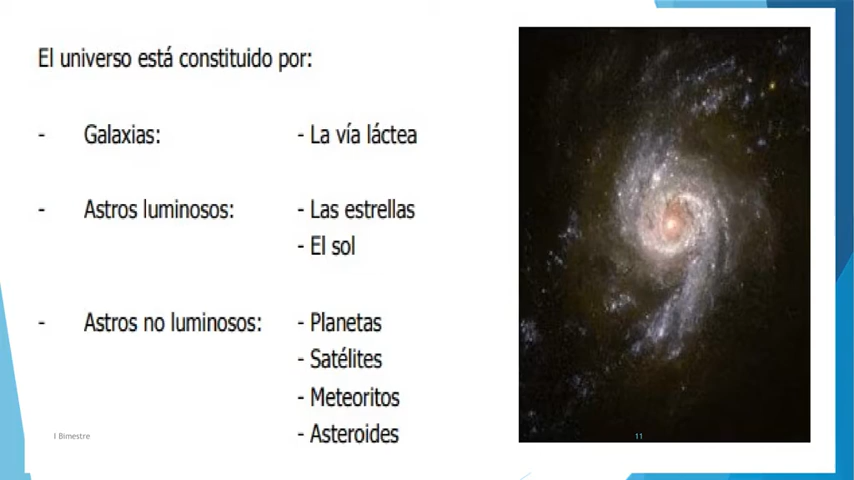 El universo está constituido por:
- Galaxias: - La vía láctea
- Astros luminosos: - Las estrellas
- El sol
- Astros no luminosos: - Planetas
- Satélites
- Meteoritos
- Asteroides
I Bimestre
11